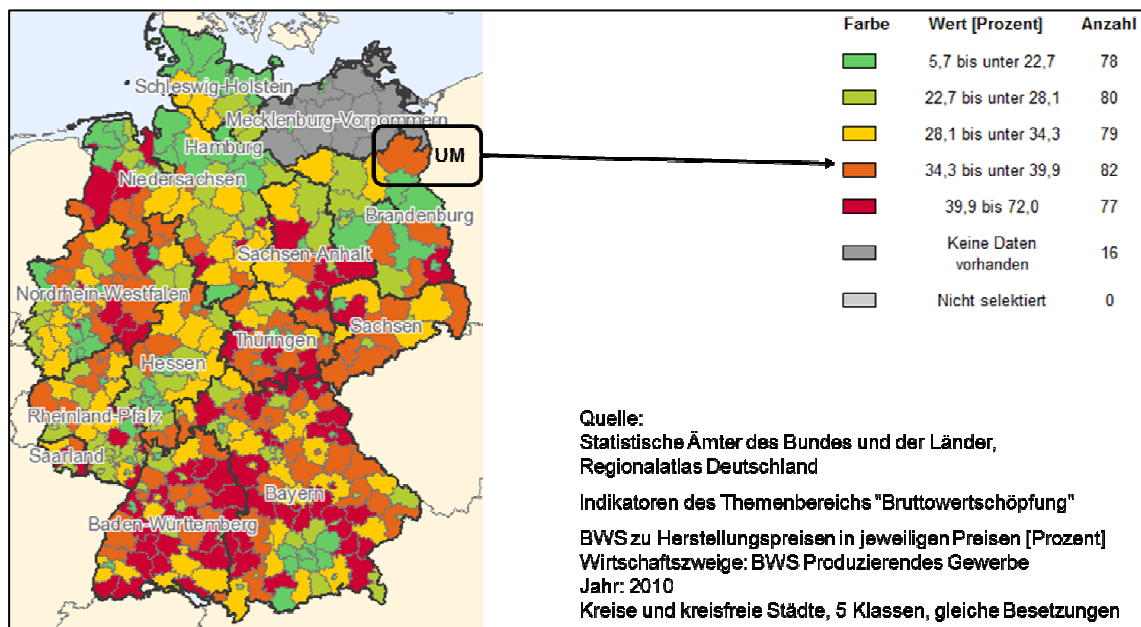 Schleswig-Holstein
Mecklenburg-Vorpommern
Hamburg
UM
Niedersachsen
Brandenburg
Sachsen-Anhalt
Nordrhein-Westfalen
Sachsen
Thüringen
Hessen
Rheinland-Pfalz
Saarland
Bayern
Baden-Württemberg
Farbe Wert [Prozent] Anzahl
5,7 bis unter 22,7 78
22,7 bis unter 28,1 80
28,1 bis unter 34,3 79
34,3 bis unter 39,9 82
39,9 bis 72,0 77
Keine Daten
vorhanden 16
Nicht selektiert 0
Quelle:
Statistische Ämter des Bundes und der Länder,
Regionalatlas Deutschland
Indikatoren des Themenbereichs "Bruttowertschöpfung"
BWS zu Herstellungspreisen in jeweiligen Preisen [Prozent]
Wirtschaftszweige: BWS Produzierendes Gewerbe
Jahr: 2010
Kreise und kreisfreie Städte, 5 Klassen, gleiche Besetzungen